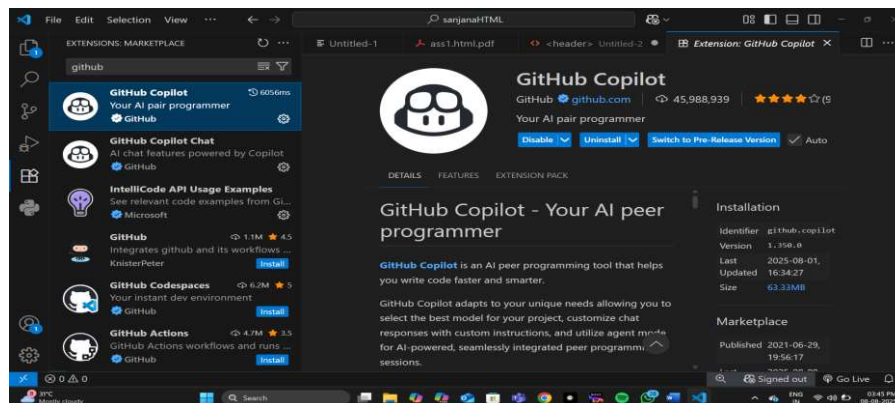 File Edit Selection View ... sanjanaHTML
EXTENSIONS: MARKETPLACE
github
GitHub Copilot 6056ms
Your AI pair programmer
GitHub
GitHub Copilot Chat
AI chat features powered by Copilot
GitHub
IntelliCode API Usage Examples
See relevant code examples from Gi...
Microsoft
GitHub 1.1M 4.5
Integrates github and its workflows ...
KnisterPeter Install
GitHub Codespaces 6.2M 5
Your instant dev environment
GitHub Install
GitHub Actions 4.7M 3.5
GitHub Actions workflows and runs ...
GitHub Install
Untitled-1 ass1.html.pdf <header> Untitled-2 Extension: GitHub Copilot
GitHub Copilot
GitHub github.com 45,988,939 (9
Your AI pair programmer
Disable Uninstall Switch to Pre-Release Version Auto
DETAILS FEATURES EXTENSION PACK
GitHub Copilot - Your AI peer
programmer
GitHub Copilot is an AI peer programming tool that helps
you write code faster and smarter.
GitHub Copilot adapts to your unique needs allowing you to
select the best model for your project, customize chat
responses with custom instructions, and utilize agent mode
for AI-powered, seamlessly integrated peer programming
sessions.
Installation
Identifier github.copilot
Version 1.350.0
Last 2025-08-01,
Updated 16:34:27
Size 63.33MB
Marketplace
Published 2021-06-29,
19:56:17
0 0 Signed out Go Live
31°C Search ENG 03:45
Mostly cloudy IN